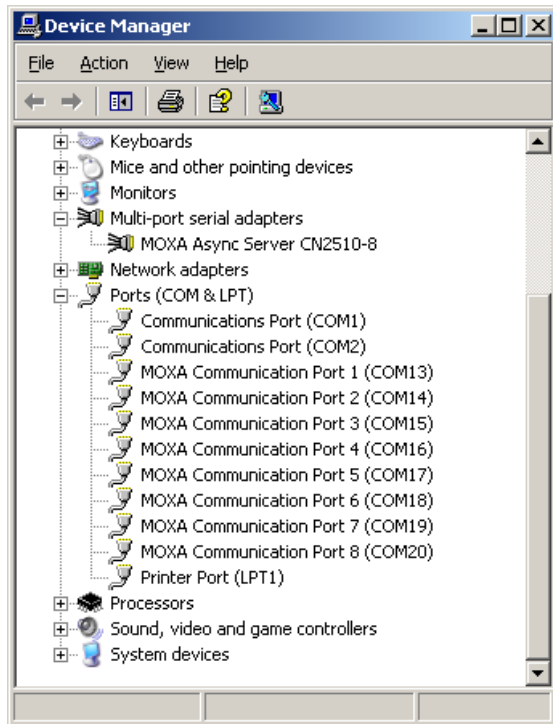 Device Manager
File Action View Help
Keyboards
Mice and other pointing devices
Monitors
Multi-port serial adapters
MOXA Async Server CN2510-8
Network adapters
Ports (COM & LPT)
Communications Port (COM1)
Communications Port (COM2)
MOXA Communication Port 1 (COM13)
MOXA Communication Port 2 (COM14)
MOXA Communication Port 3 (COM15)
MOXA Communication Port 4 (COM16)
MOXA Communication Port 5 (COM17)
MOXA Communication Port 6 (COM18)
MOXA Communication Port 7 (COM19)
MOXA Communication Port 8 (COM20)
Printer Port (LPT1)
Processors
Sound, video and game controllers
System devices